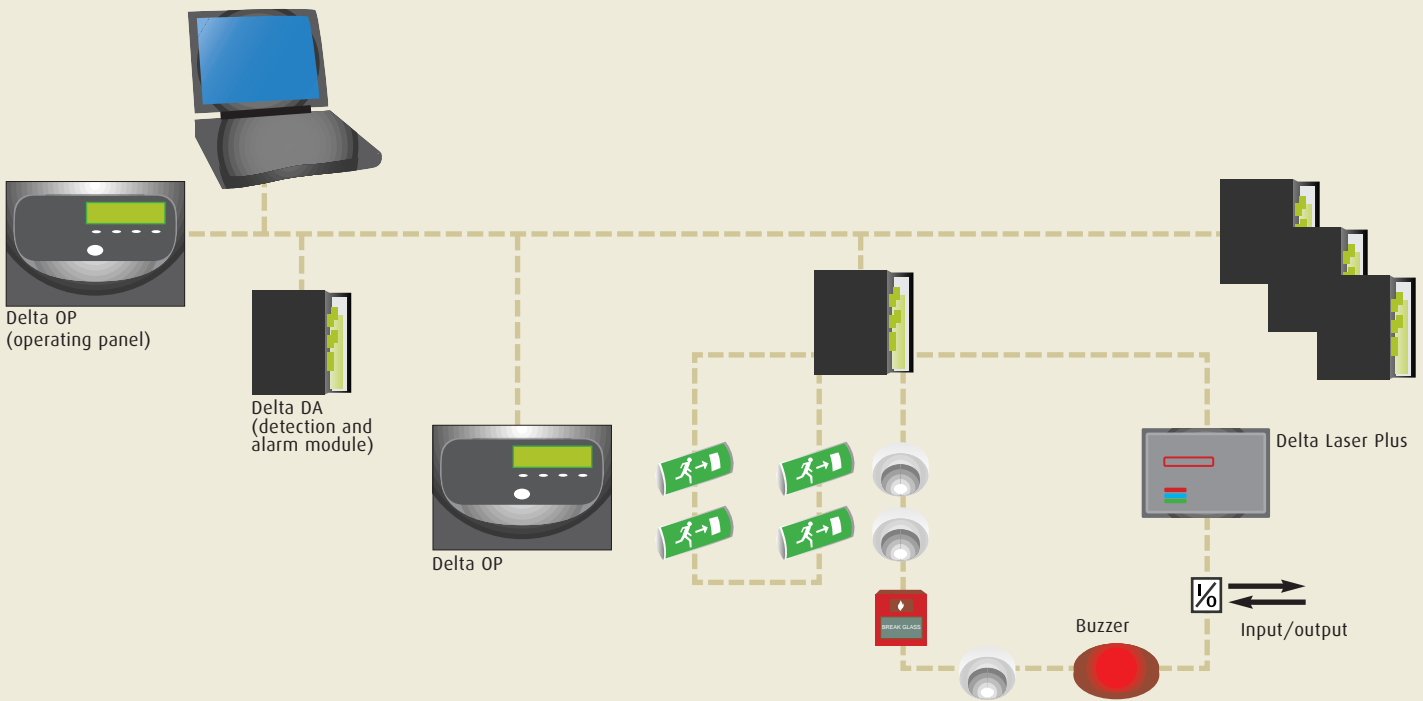 Delta OP
(operating panel)
Delta DA
(detection and
alarm module)
Delta OP
Delta Laser Plus
I/O
Input/output
BREAK GLASS
Buzzer